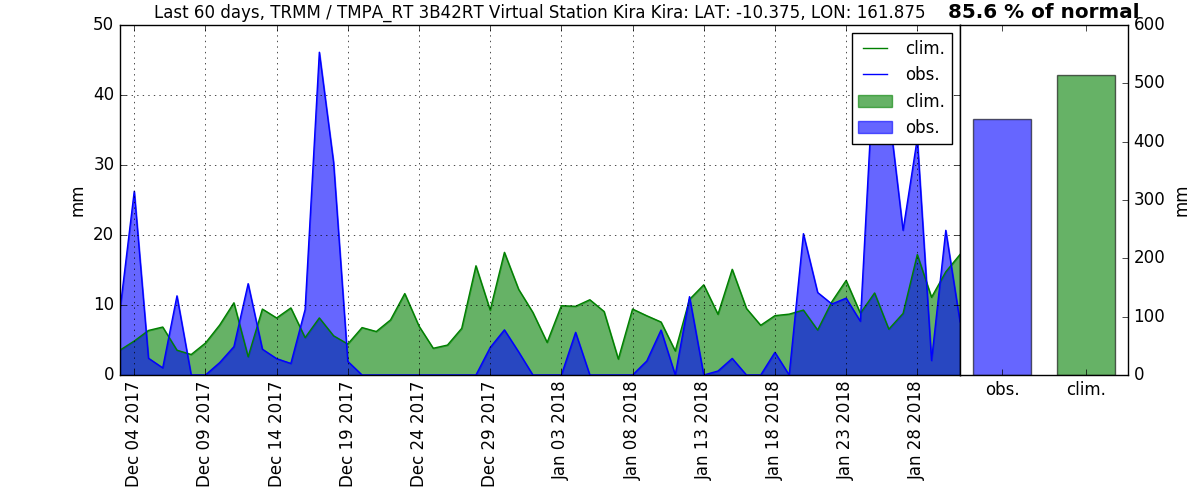 Last 60 days, TRMM / TMPA_RT 3B42RT Virtual Station Kira Kira: LAT: -10.375, LON: 161.875
85.6 % of normal
50
40
30
20
10
0
mm
clim.
obs.
clim.
obs.
600
500
400
300
200
100
0
mm
Dec 04 2017
Dec 09 2017
Dec 14 2017
Dec 19 2017
Dec 24 2017
Dec 29 2017
Jan 03 2018
Jan 08 2018
Jan 13 2018
Jan 18 2018
Jan 23 2018
Jan 28 2018
obs.
clim.